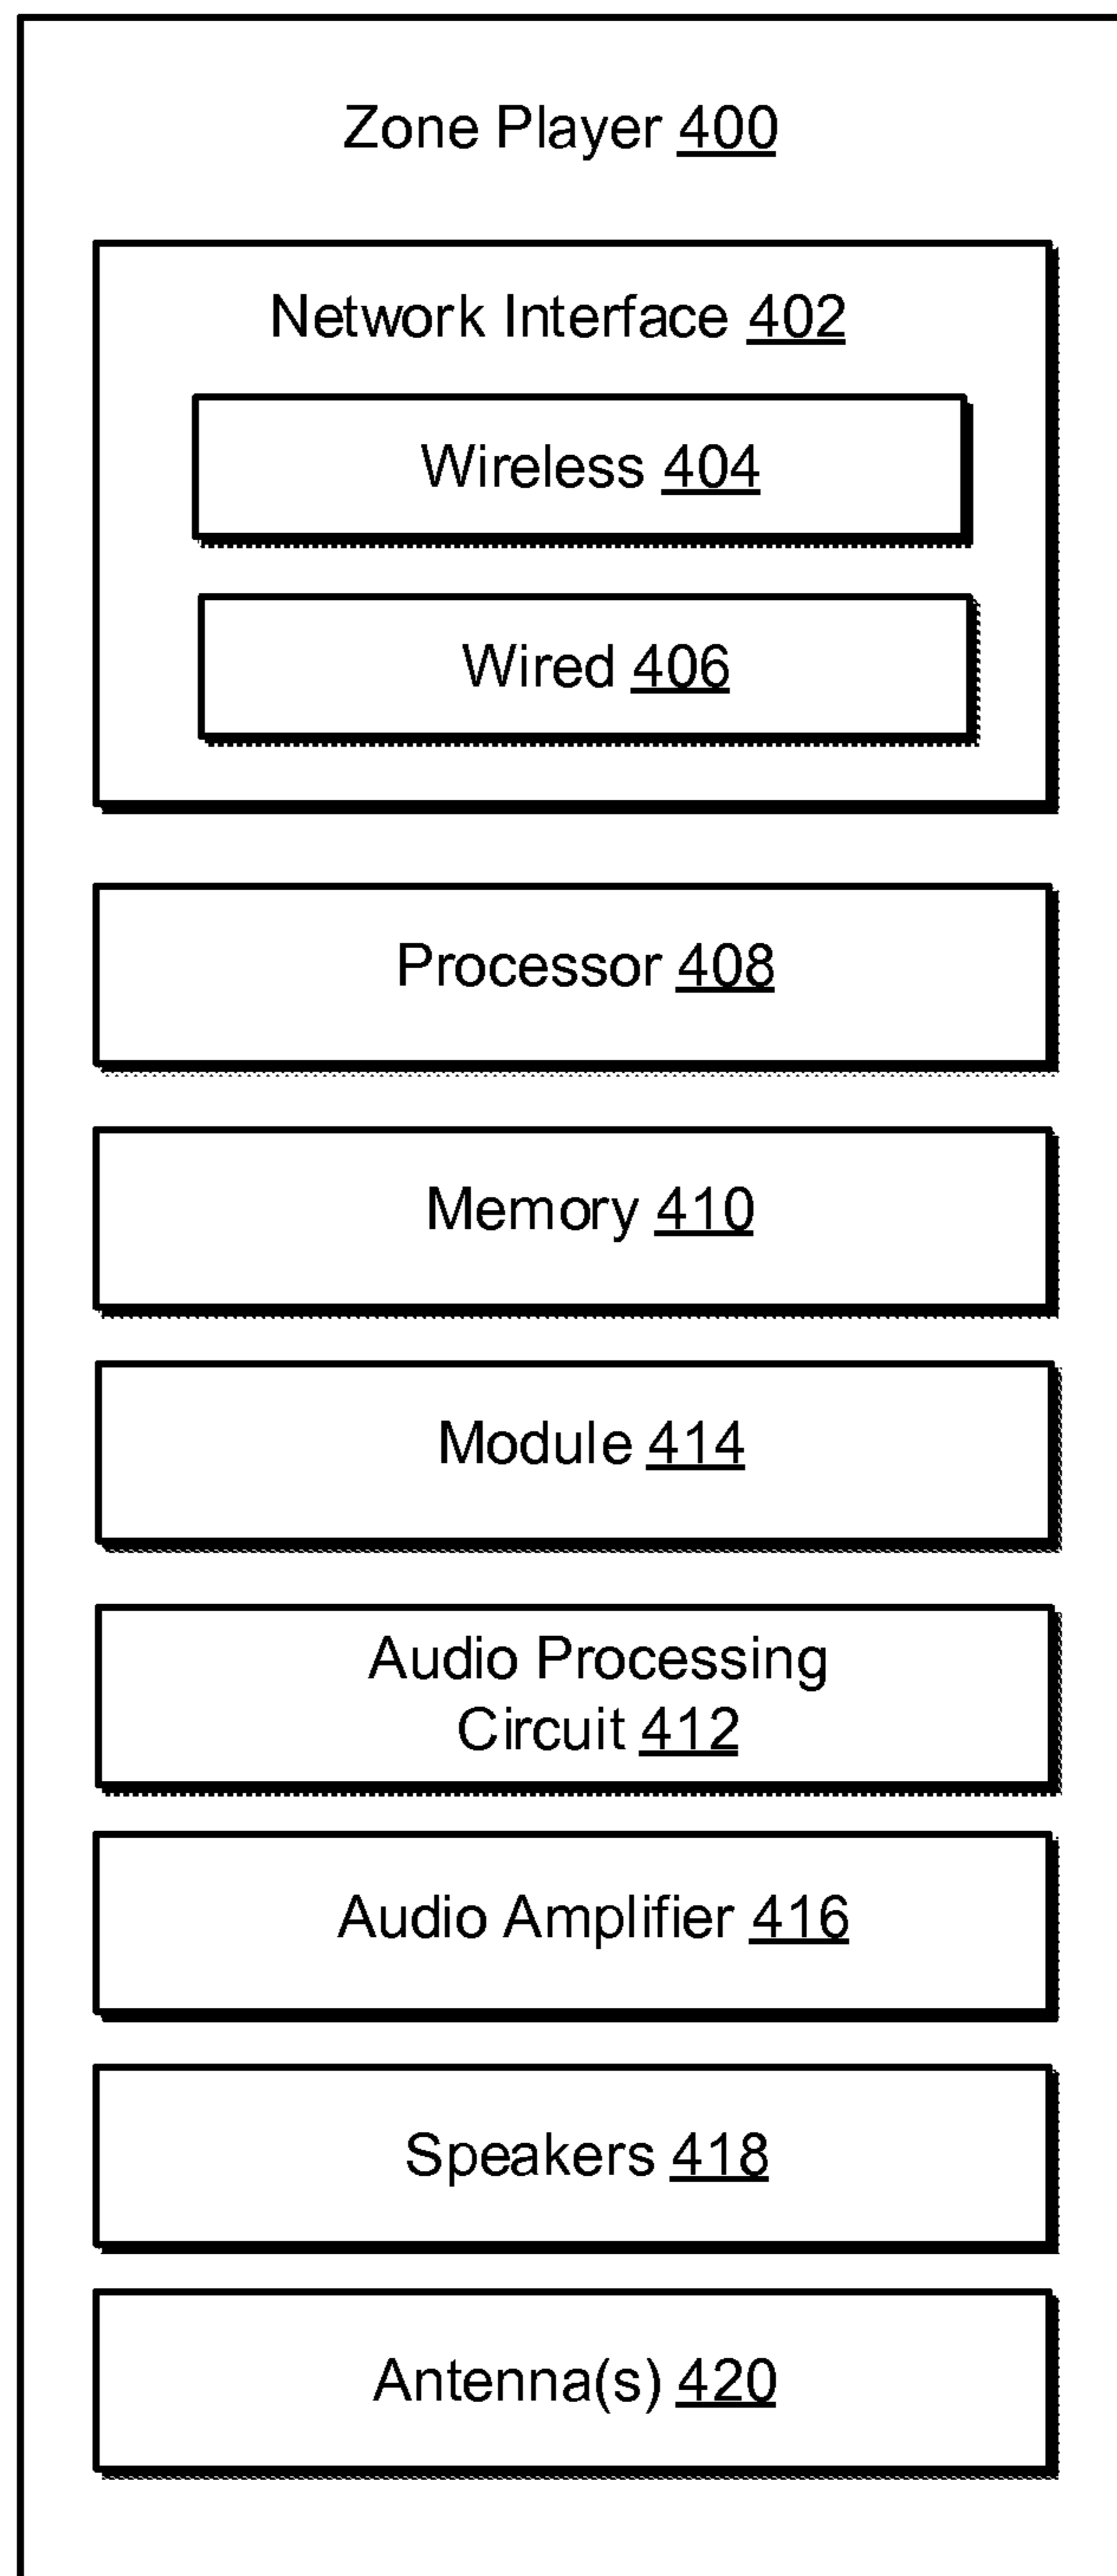 Zone Player 400
Network Interface 402
Wireless 404
Wired 406
Processor 408
Memory 410
Module 414
Audio Processing
Circuit 412
Audio Amplifier 416
Speakers 418
Antenna(s) 420